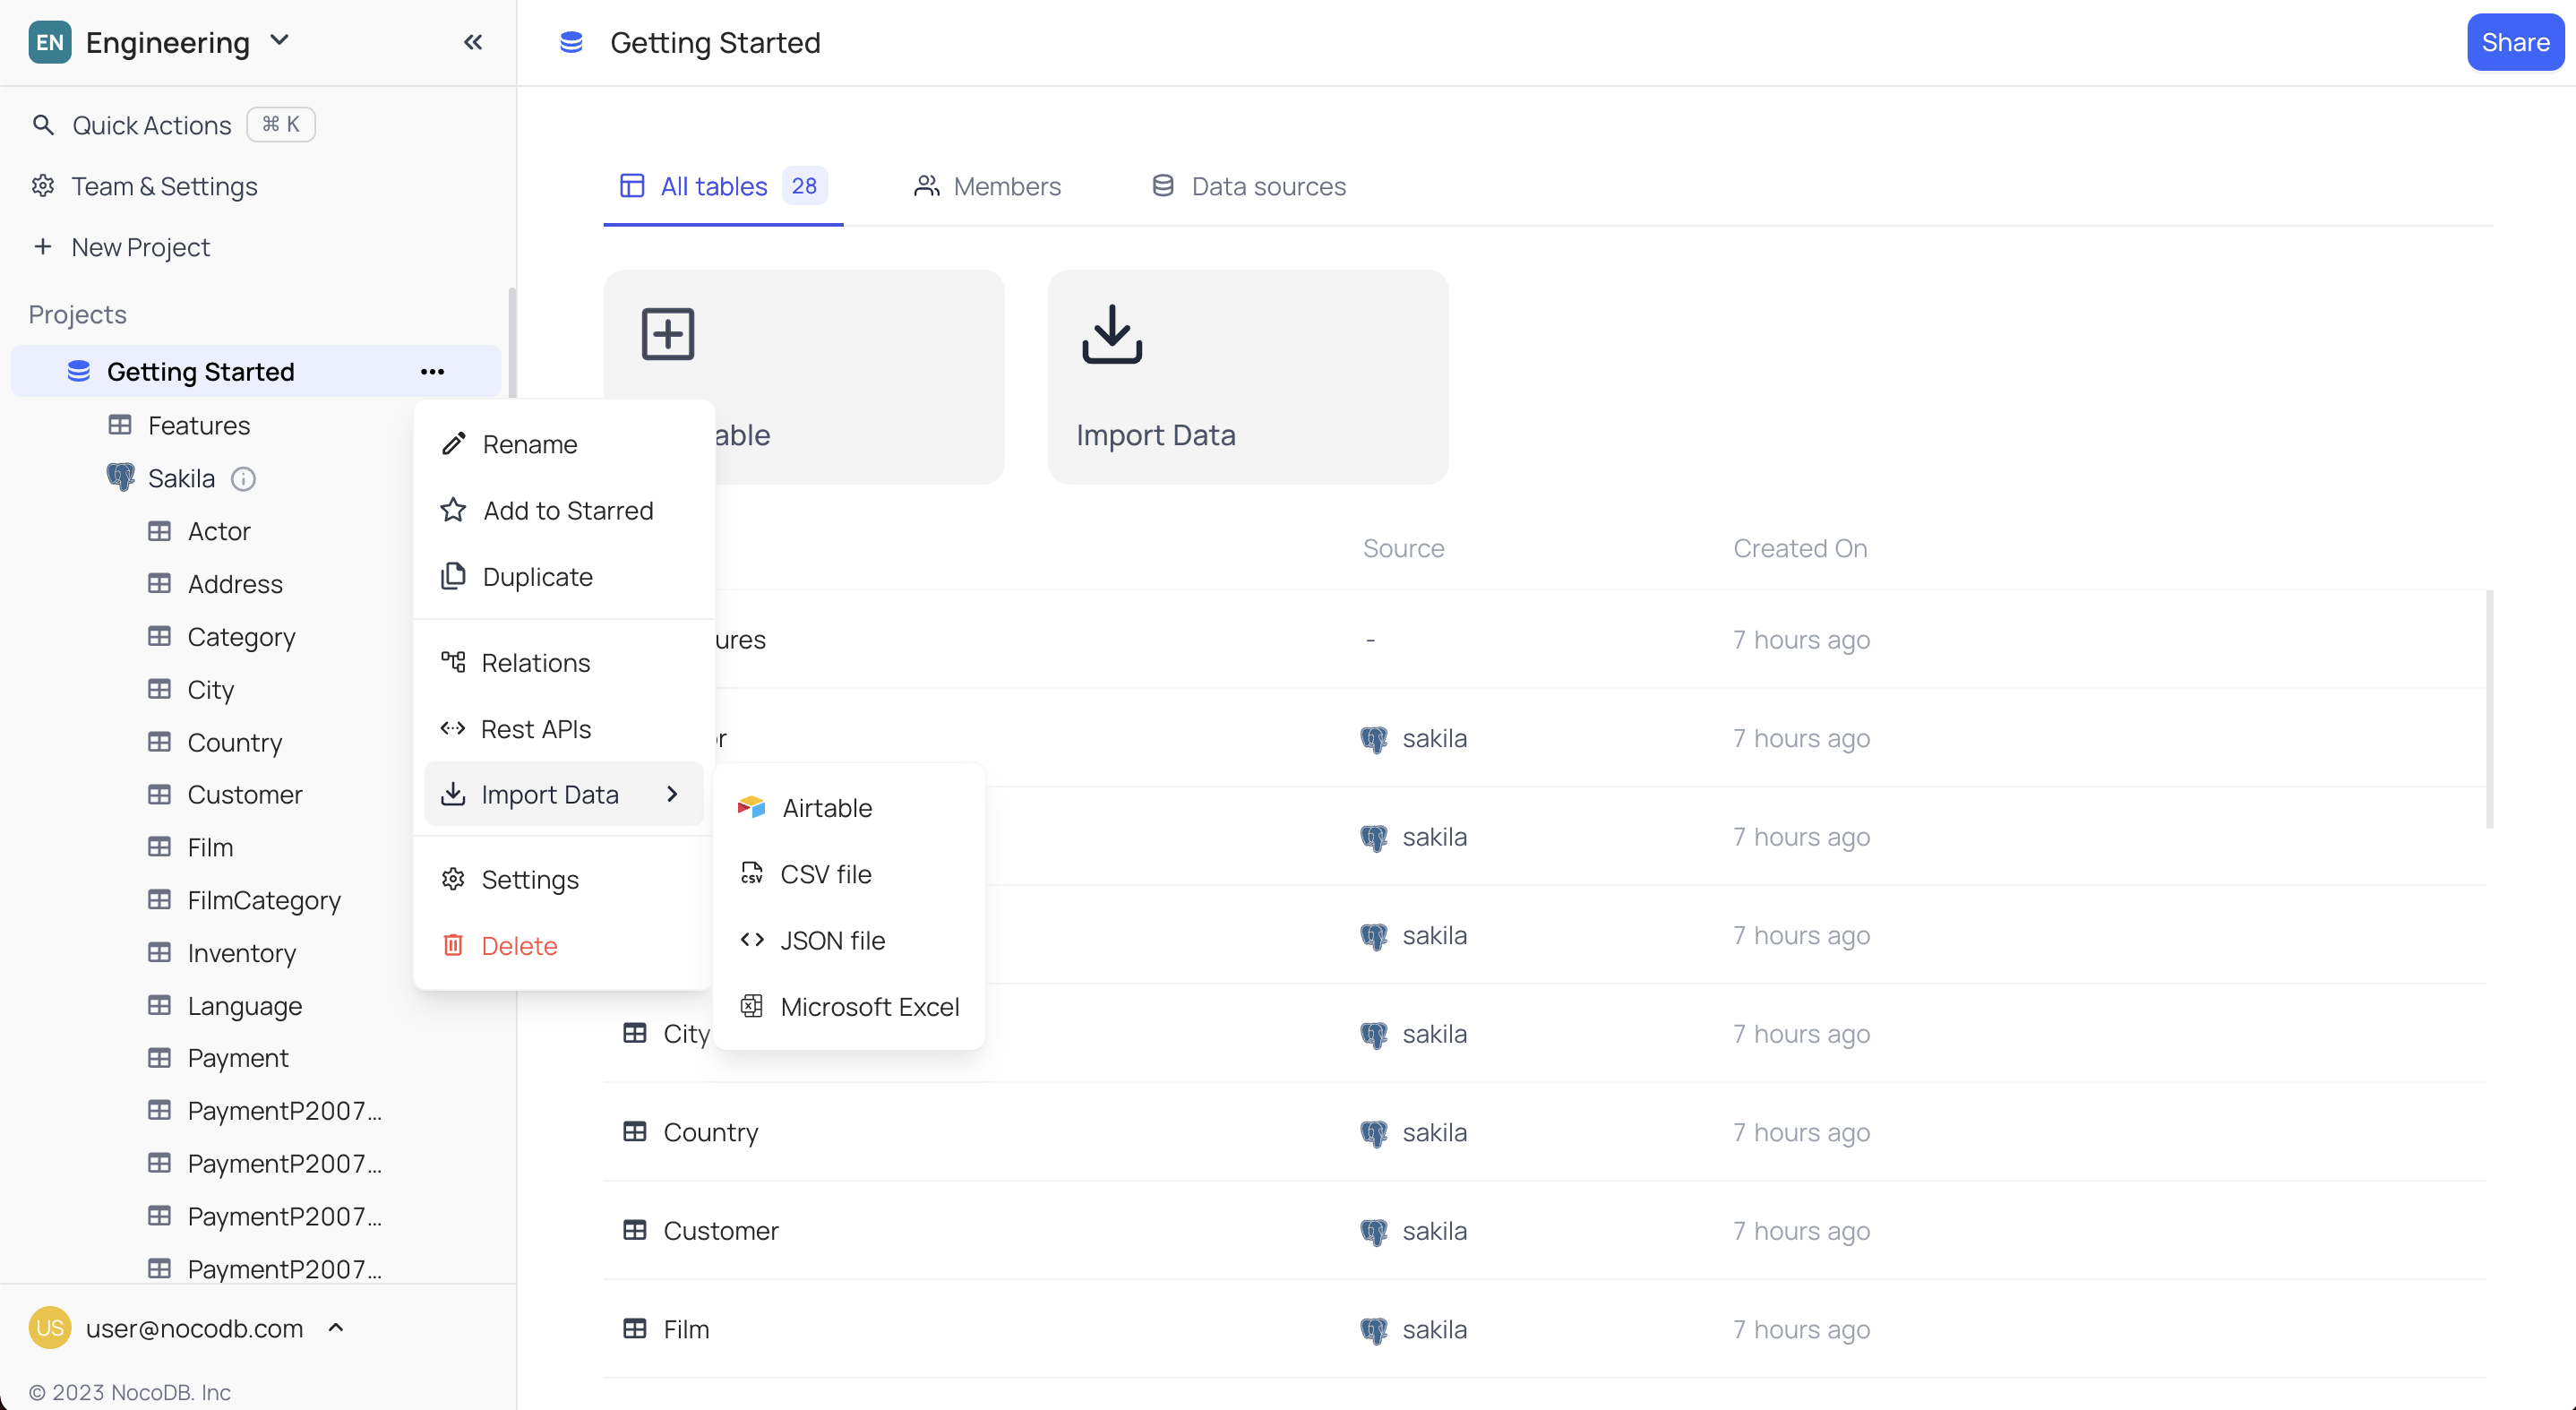 EN Engineering
Quick Actions ⌘ K
Team & Settings
New Project
Projects
Getting Started
Features
Sakila
Actor
Address
Category
City
Country
Customer
Film
FilmCategory
Inventory
Language
Payment
PaymentP2007...
PaymentP2007...
PaymentP2007...
PaymentP2007...
US user@nocodb.com
© 2023 NocoDB. Inc
Rename
Add to Starred
Duplicate
Relations
Rest APIs
Import Data
Settings
Delete
Airtable
CSV file
JSON file
Microsoft Excel
Getting Started
Share
All tables 28
Members
Data sources
able
Import Data
Source Created On
ures - 7 hours ago
r sakila 7 hours ago
sakila 7 hours ago
sakila 7 hours ago
City sakila 7 hours ago
Country sakila 7 hours ago
Customer sakila 7 hours ago
Film sakila 7 hours ago